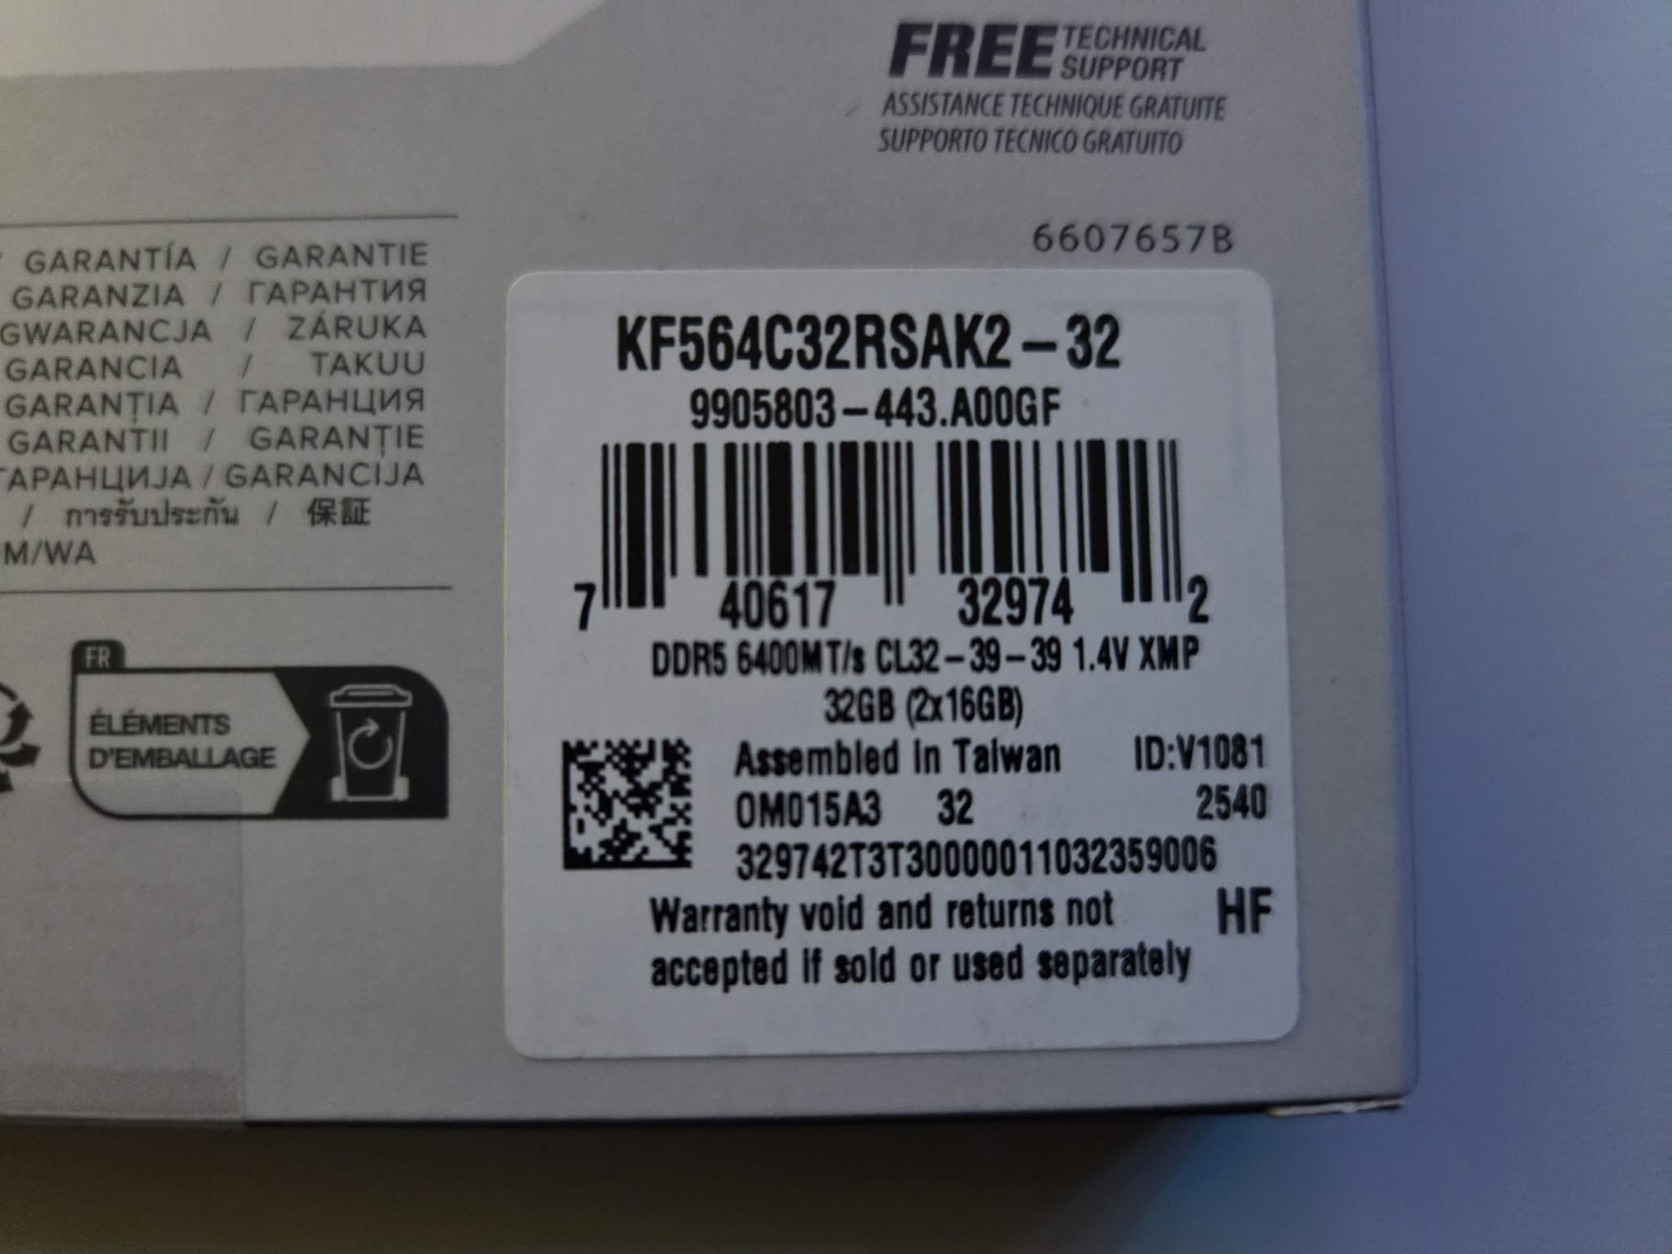 FREE TECHNICAL SUPPORT
ASSISTANCE TECHNIQUE GRATUITE
SUPPORTO TECNICO GRATUITO
6607657B
/ GARANTÍA / GARANTIE
GARANZIA / ГАРАНТИЯ
GWARANCJA / ZÁRUKA
GARANCIA / TAKUU
GARANȚIA / ГАРАНЦИЯ
GARANTII / GARANȚIE
ГАРАНЦИЈА / GARANCIJA
/ การรับประกัน / 保証
M/WA
FR
ÉLÉMENTS
D'EMBALLAGE
KF564C32RSAK2-32
9905803-443.A00GF
7 40617 32974 2
DDR5 6400MT/s CL32-39-39 1.4V XMP
32GB (2x16GB)
Assembled in Taiwan ID:V1081
0M015A3 32 2540
329742T3T30000011032359006
Warranty void and returns not HF
accepted if sold or used separately